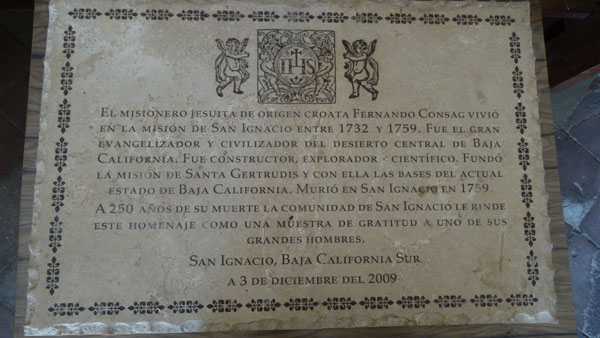 IHS
El misionero jesuita de origen croata Fernando Consag vivió
en la misión de San Ignacio entre 1732 y 1759. Fue el gran
evangelizador y civilizador del desierto central de Baja
California. Fue constructor, explorador y científico. Fundó
la misión de Santa Gertrudis y con ella las bases del actual
estado de Baja California. Murió en San Ignacio en 1759.
A 250 años de su muerte la comunidad de San Ignacio le rinde
este homenaje como una muestra de gratitud a uno de sus
grandes hombres.
San Ignacio, Baja California Sur
a 3 de diciembre del 2009